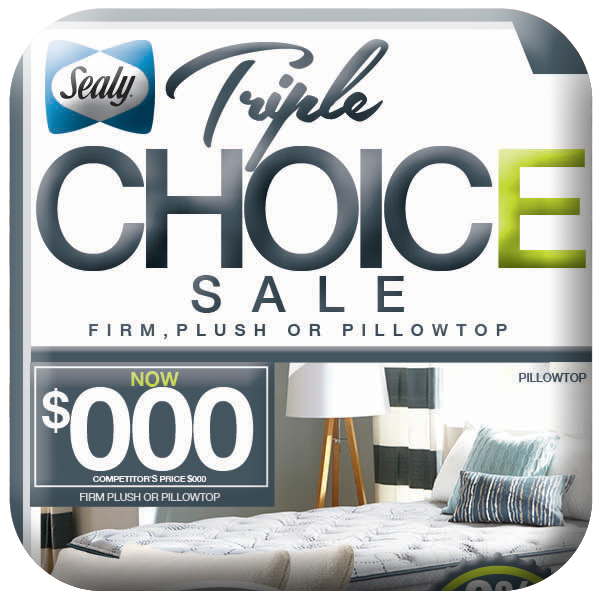 Sealy
Triple
CHOICE
SALE
FIRM, PLUSH OR PILLOWTOP
NOW
$000
COMPETITOR'S PRICE $000
FIRM PLUSH OR PILLOWTOP
PILLOWTOP